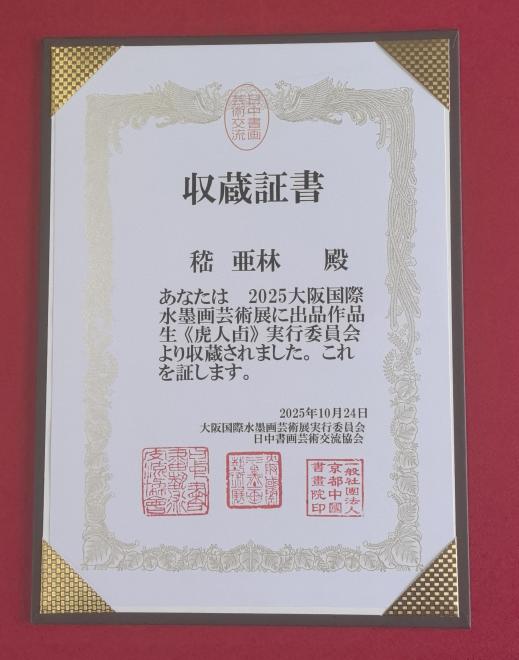 日中書画
芸術交流
収蔵証書
嵇 亜林 殿
あなたは 2025大阪国際
水墨画芸術展に出品作品
生《虎人卣》実行委員会
より収蔵されました。これ
を証します。
2025年10月24日
大阪国際水墨画芸術展実行委員会
日中書画芸術交流協会
一般社團法人
京都中國
書畫院印